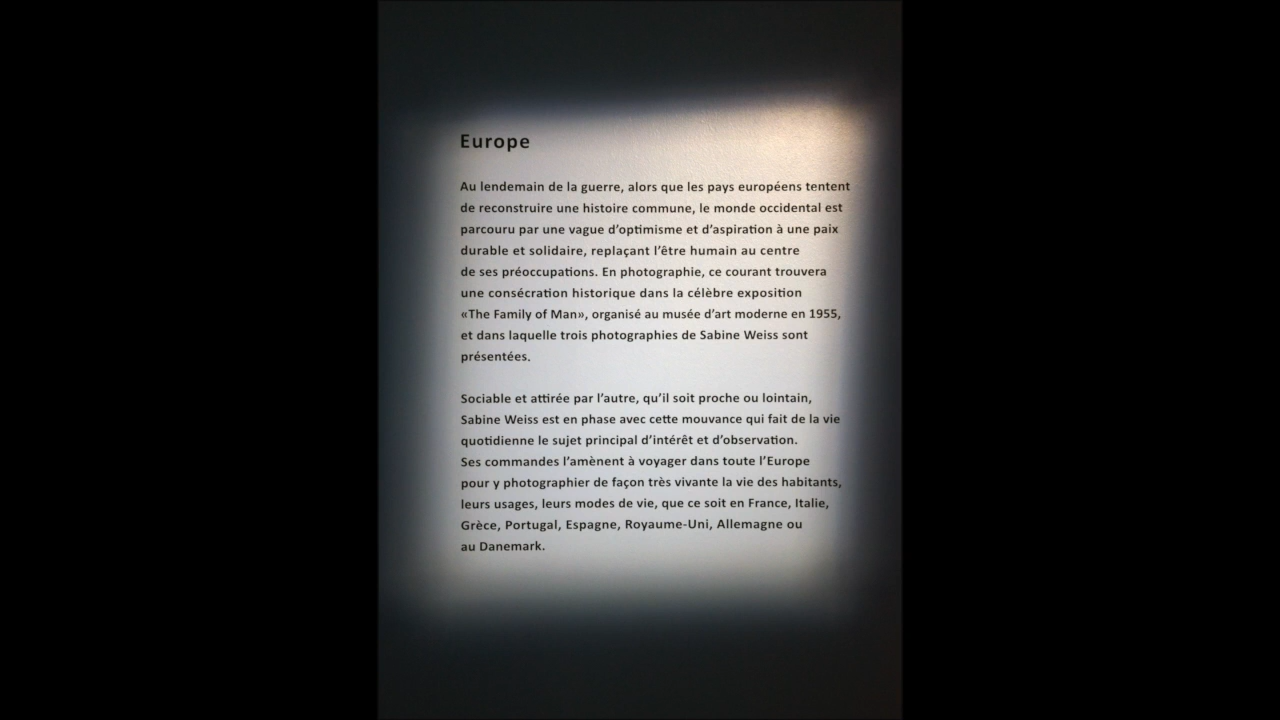 Europe
Au lendemain de la guerre, alors que les pays européens tentent
de reconstruire une histoire commune, le monde occidental est
parcouru par une vague d’optimisme et d’aspiration à une paix
durable et solidaire, replaçant l’être humain au centre
de ses préoccupations. En photographie, ce courant trouvera
une consécration historique dans la célèbre exposition
«The Family of Man», organisé au musée d’art moderne en 1955,
et dans laquelle trois photographies de Sabine Weiss sont
présentées.
Sociable et attirée par l’autre, qu’il soit proche ou lointain,
Sabine Weiss est en phase avec cette mouvance qui fait de la vie
quotidienne le sujet principal d’intérêt et d’observation.
Ses commandes l’amènent à voyager dans toute l’Europe
pour y photographier de façon très vivante la vie des habitants,
leurs usages, leurs modes de vie, que ce soit en France, Italie,
Grèce, Portugal, Espagne, Royaume-Uni, Allemagne ou
au Danemark.